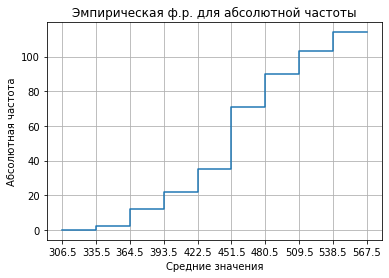 Эмпирическая ф.р. для абсолютной частоты
Абсолютная частота
100
80
60
40
20
0
306.5 335.5 364.5 393.5 422.5 451.5 480.5 509.5 538.5 567.5
Средние значения